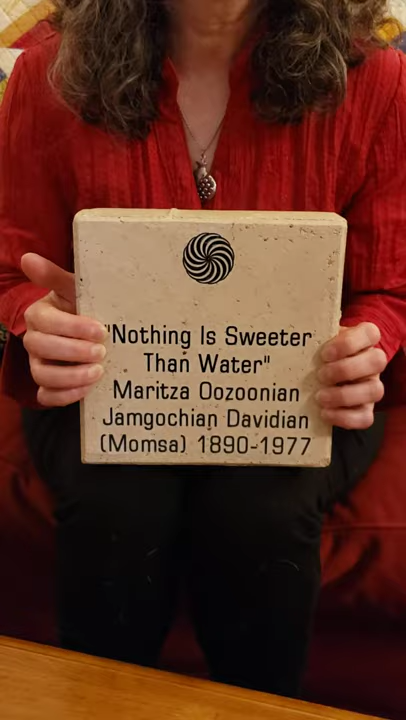 "Nothing Is Sweeter
Than Water"
Maritza Oozoonian
Jamgochian Davidian
(Momsa) 1890-1977